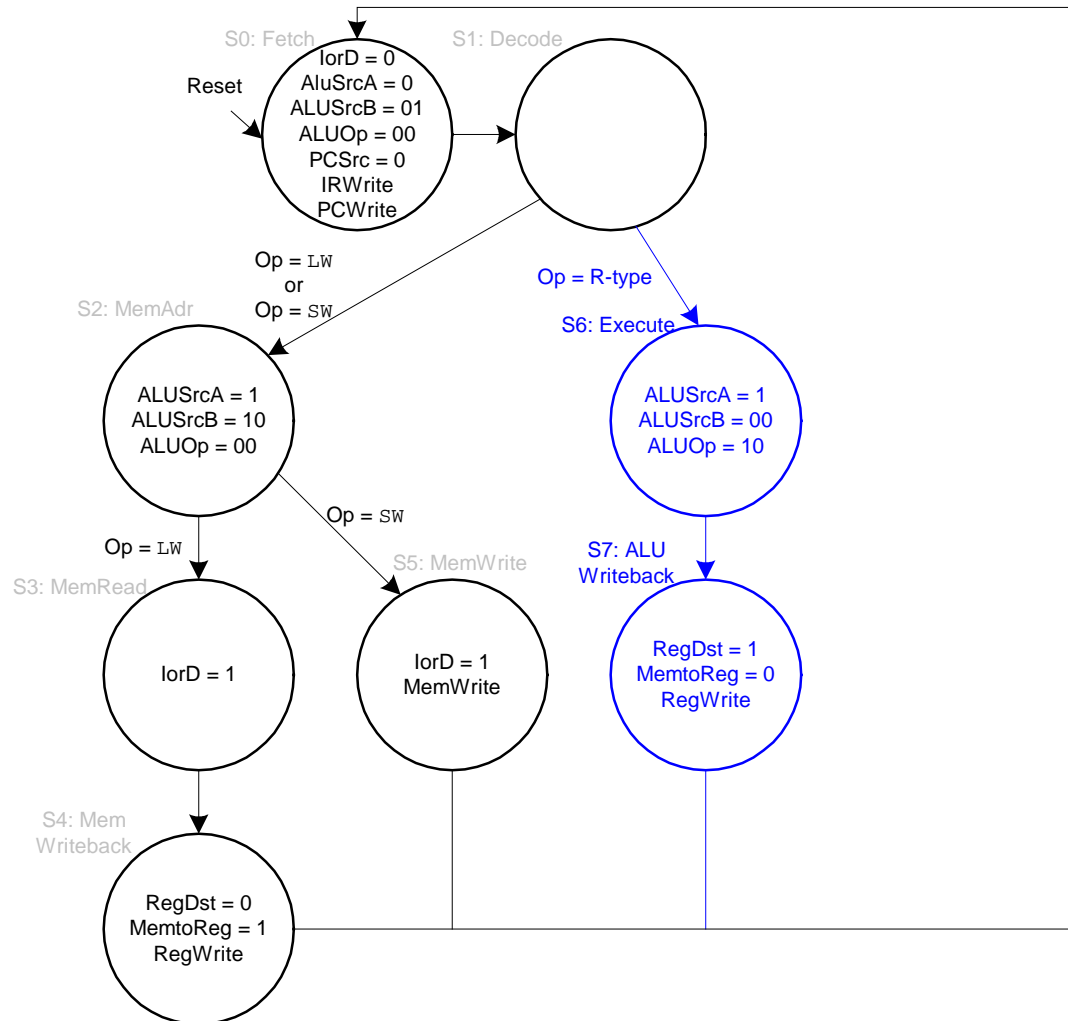 S0: Fetch
S1: Decode
Reset
IorD = 0
AluSrcA = 0
ALUSrcB = 01
ALUOp = 00
PCSrc = 0
IRWrite
PCWrite
Op = LW
or
Op = SW
Op = R-type
S2: MemAdr
S6: Execute
ALUSrcA = 1
ALUSrcB = 10
ALUOp = 00
ALUSrcA = 1
ALUSrcB = 00
ALUOp = 10
Op = SW
Op = LW
S7: ALU
Writeback
S5: MemWrite
S3: MemRead
IorD = 1
IorD = 1
MemWrite
RegDst = 1
MemtoReg = 0
RegWrite
S4: Mem
Writeback
RegDst = 0
MemtoReg = 1
RegWrite